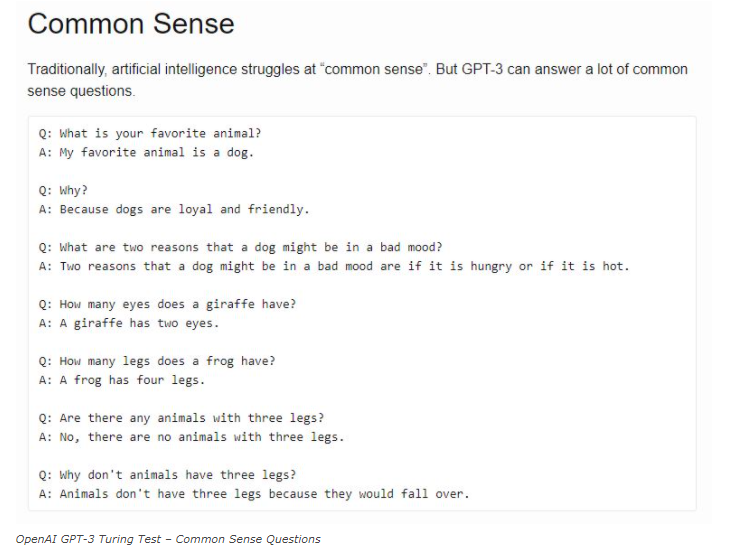 Common Sense
Traditionally, artificial intelligence struggles at "common sense". But GPT-3 can answer a lot of common
sense questions.
Q: What is your favorite animal?
A: My favorite animal is a dog.
Q: Why?
A: Because dogs are loyal and friendly.
Q: What are two reasons that a dog might be in a bad mood?
A: Two reasons that a dog might be in a bad mood are if it is hungry or if it is hot.
Q: How many eyes does a giraffe have?
A: A giraffe has two eyes.
Q: How many legs does a frog have?
A: A frog has four legs.
Q: Are there any animals with three legs?
A: No, there are no animals with three legs.
Q: Why don't animals have three legs?
A: Animals don't have three legs because they would fall over.
OpenAI GPT-3 Turing Test – Common Sense Questions